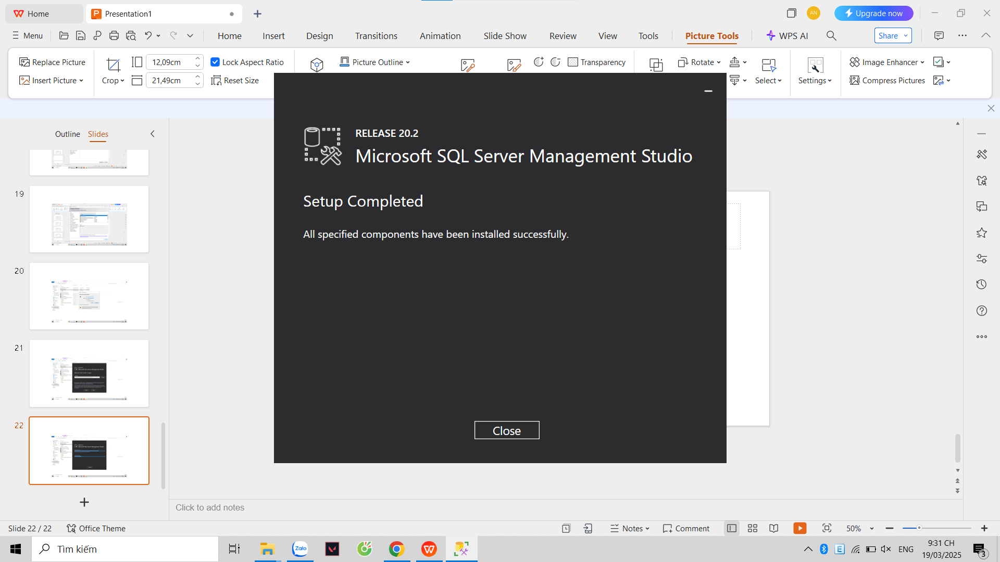 Home
Presentation1
AN
Upgrade now
Menu
Home
Insert
Design
Transitions
Animation
Slide Show
Review
View
Tools
Picture Tools
WPS AI
Share
Replace Picture
Insert Picture
Crop
12,09cm
21,49cm
Lock Aspect Ratio
Reset Size
Picture Outline
Transparency
Rotate
Select
Settings
Image Enhancer
Compress Pictures
Outline
Slides
19
20
21
22
RELEASE 20.2
Microsoft SQL Server Management Studio
Setup Completed
All specified components have been installed successfully.
Close
Click to add notes
Slide 22 / 22
Office Theme
Notes
Comment
50%
Tìm kiếm
Zalo
ENG
9:31 CH
19/03/2025
3